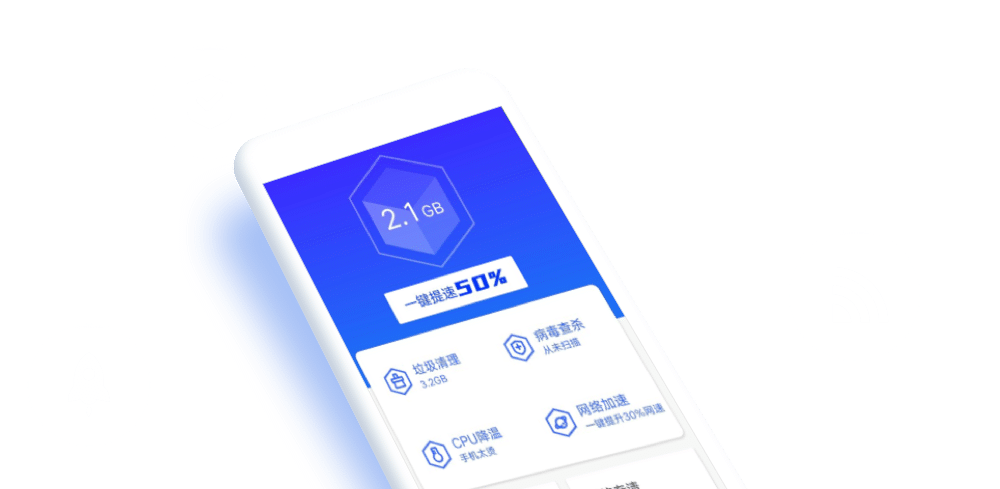 2.1GB
一键提速50%
垃圾清理
3.2GB
病毒查杀
从未扫描
CPU降温
手机太烫
网络加速
一键提升30%网速